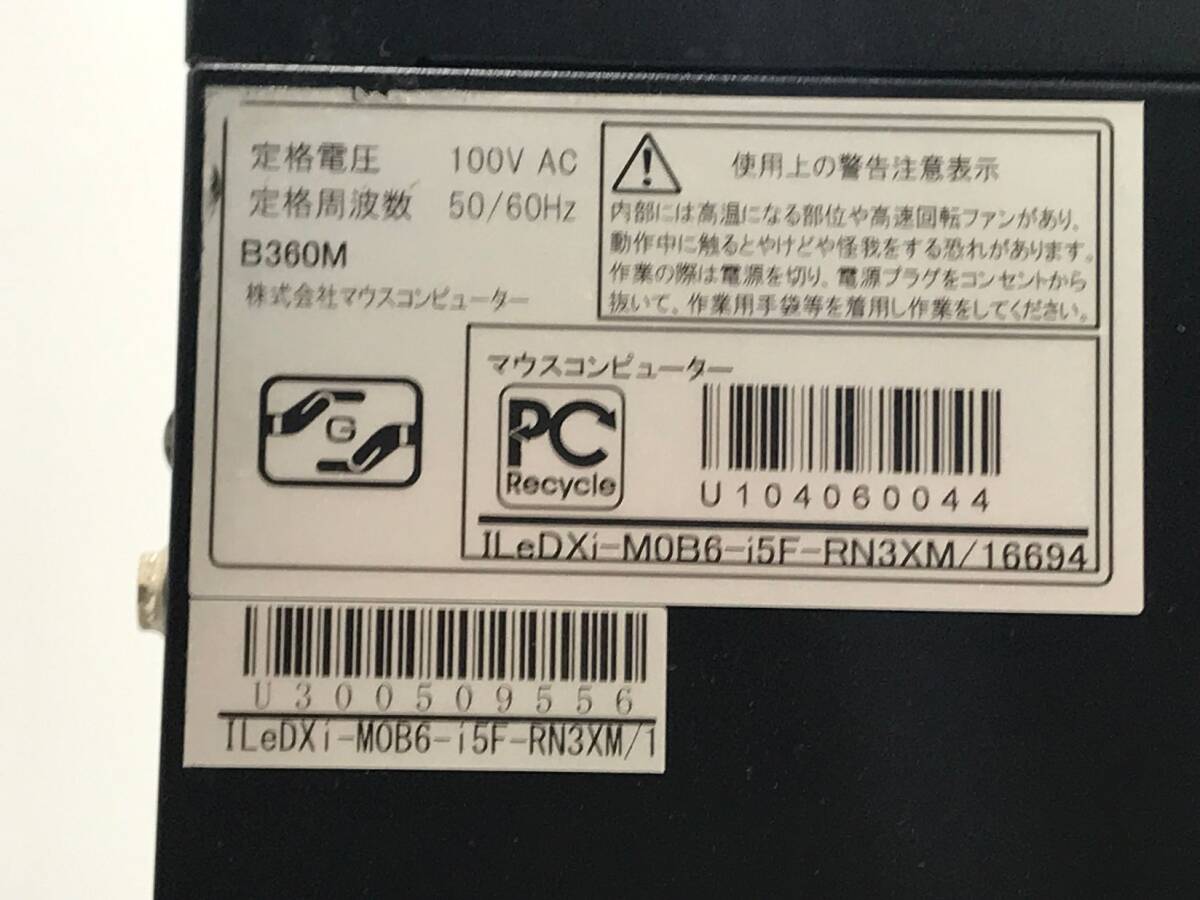 定格電圧 100V AC
定格周波数 50/60Hz
B360M
株式会社マウスコンピューター
G
使用上の警告注意表示
内部には高温になる部位や高速回転ファンがあり、
動作中に触るとやけどや怪我をする恐れがあります。
作業の際は電源を切り、電源プラグをコンセントから
抜いて、作業用手袋等を着用し作業をしてください。
マウスコンピューター
PC
Recycle
U104060044
ILeDXi-M0B6-i5F-RN3XM/16694
U300509556
ILeDXi-M0B6-i5F-RN3XM/1